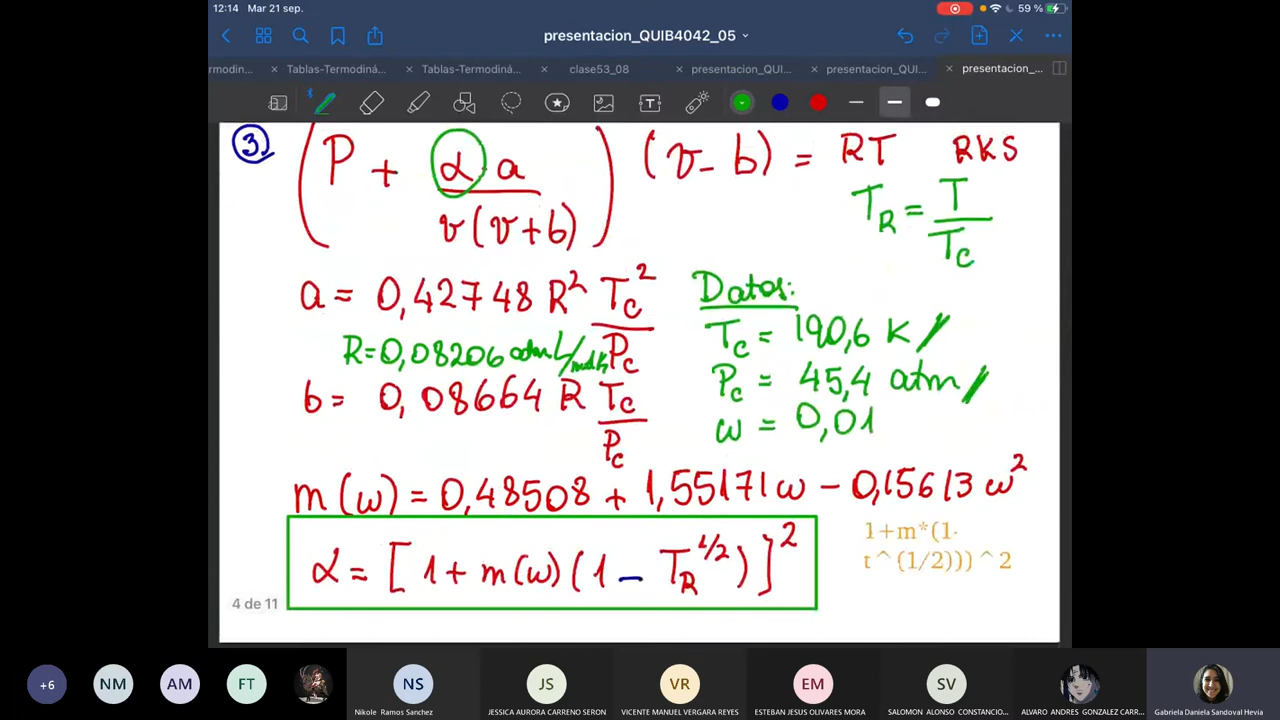 12:14 Mar 21 sep.
59 %
presentacion_QUIB4042_05
ermodin... Tablas-Termodiná... Tablas-Termodiná... clase53_08 presentacion_QUI... presentacion_QUI... presentacion_...
3)
(P + α a / v(v+b)) (v - b) = RT RKS
T_R = T / T_C
a = 0,42748 R² T_C² / P_C
R=0,08206 atm L/mol K
b = 0,08664 R T_C / P_C
Datos:
T_C = 190,6 K
P_C = 45,4 atm
ω = 0,01
m(ω) = 0,48508 + 1,55171ω - 0,15613 ω²
α = [1 + m(ω)(1 - T_R^1/2)]²
1+m*(1-
t^(1/2)))^2
4 de 11
+6 NM AM FT NS JS VR EM SV
Nikole Ramos Sanchez
JESSICA AURORA CARRENO SERON
VICENTE MANUEL VERGARA REYES
ESTEBAN JESUS OLIVARES MORA
SALOMON ALONSO CONSTANCIO...
ALVARO ANDRES GONZALEZ CARR...
Gabriela Daniela Sandoval Hevia